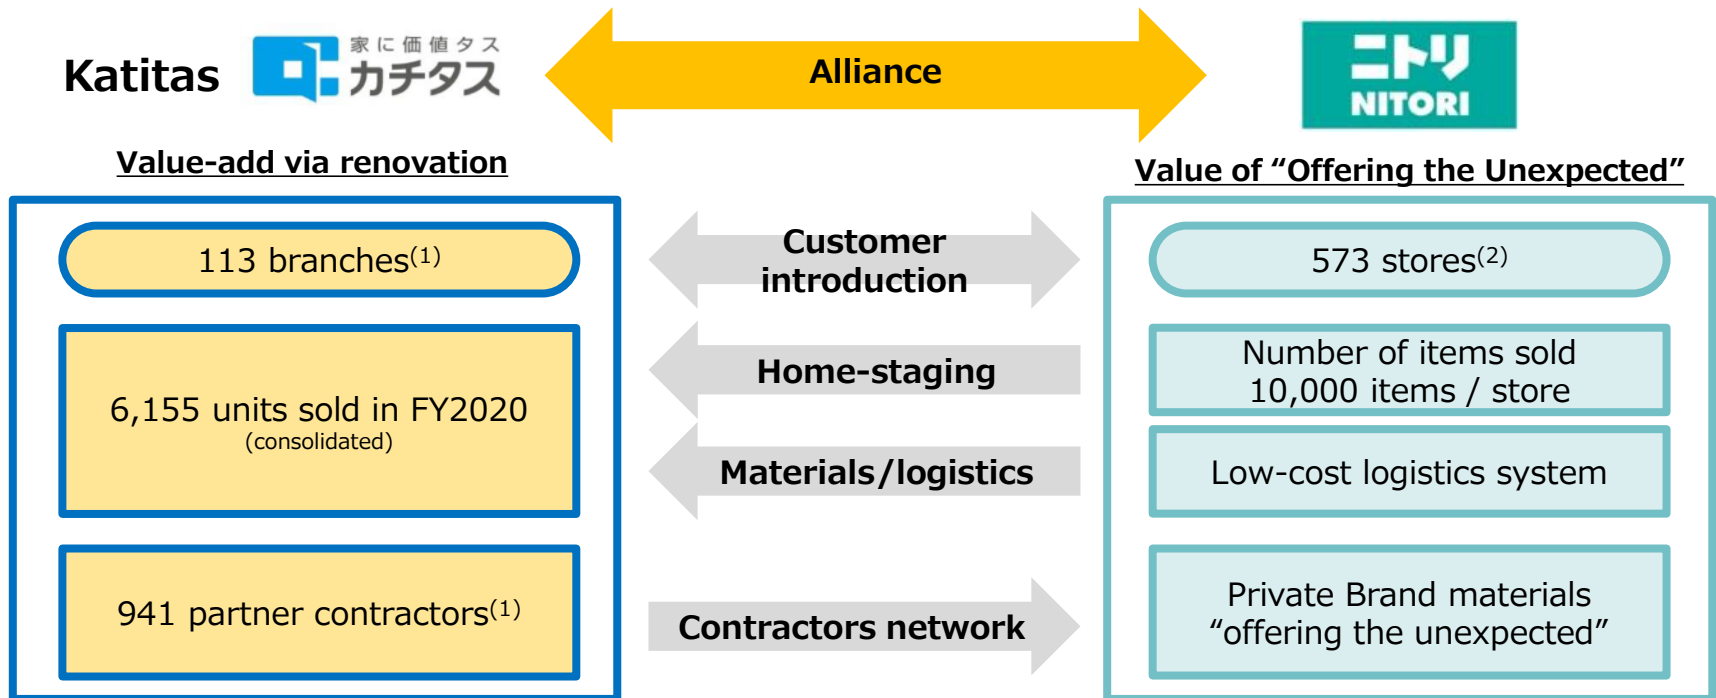 Katitas
家に価値タス
カチタス
Alliance
ニトリ
NITORI
Value-add via renovation
Value of “Offering the Unexpected”
113 branches(1)
Customer
introduction
573 stores(2)
6,155 units sold in FY2020
(consolidated)
Home-staging
Number of items sold
10,000 items / store
Materials/logistics
Low-cost logistics system
941 partner contractors(1)
Contractors network
Private Brand materials
“offering the unexpected”